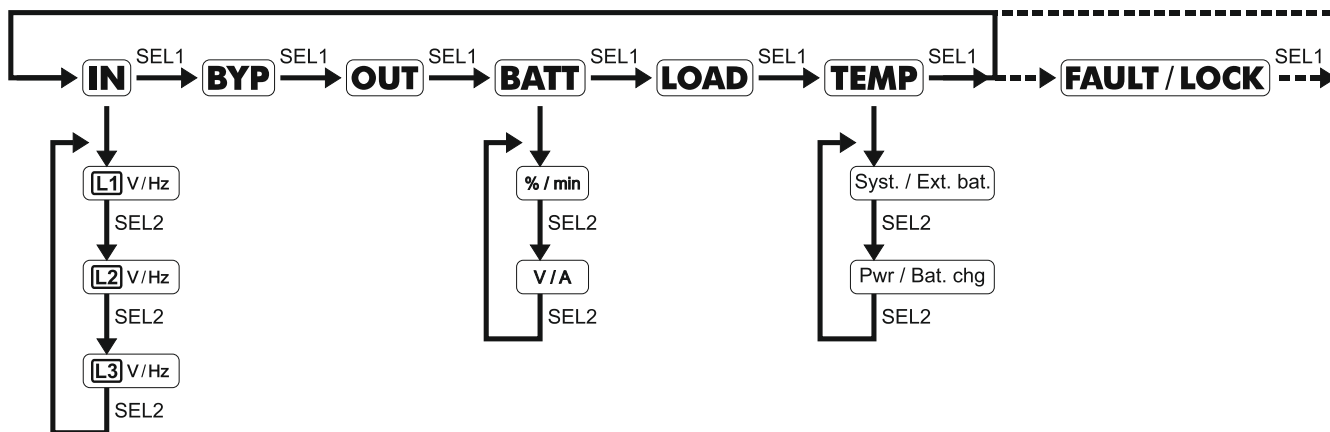 SEL1 SEL1 SEL1 SEL1 SEL1 SEL1 SEL1
IN BYP OUT BATT LOAD TEMP FAULT / LOCK
L1 V/Hz % / min Syst. / Ext. bat.
SEL2 SEL2 SEL2
L2 V/Hz V / A Pwr / Bat. chg
SEL2 SEL2 SEL2
L3 V/Hz
SEL2